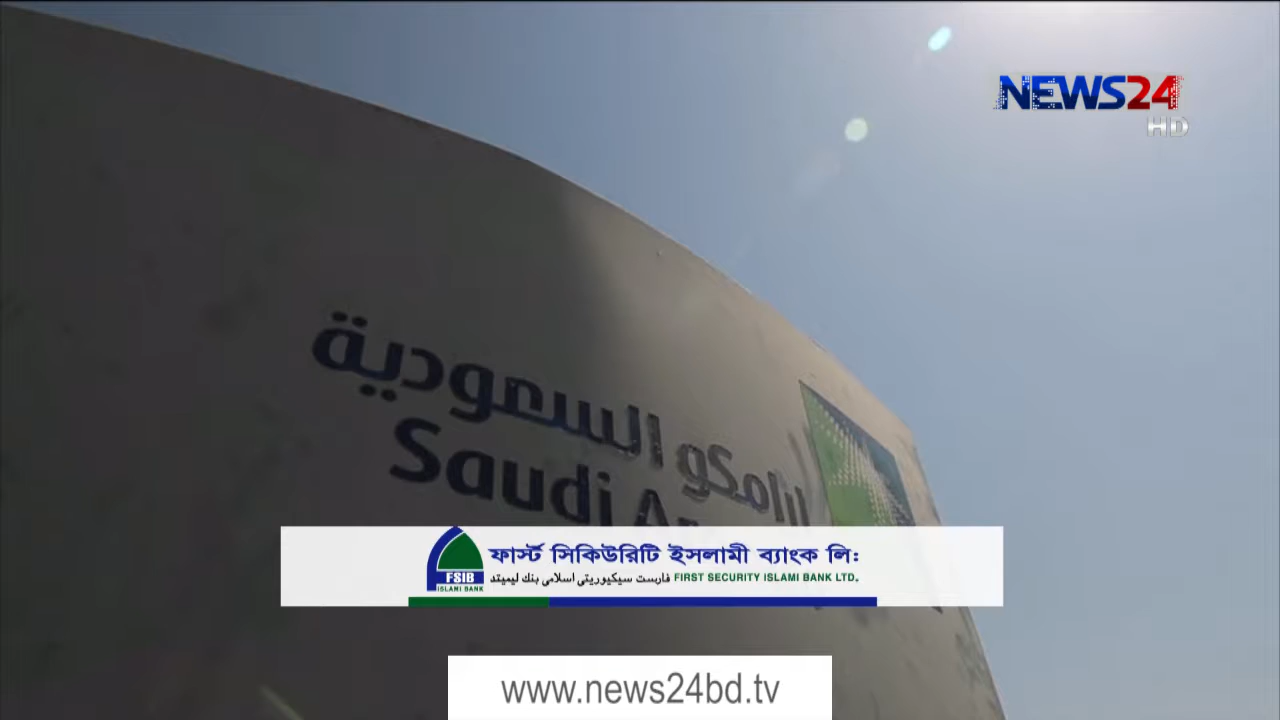 NEWS24
HD
ارامكو السعودية
Saudi
ফার্স্ট সিকিউরিটি ইসলামী ব্যাংক লি:
فارست سيكيوريتى اسلامى بنك ليميتد FIRST SECURITY ISLAMI BANK LTD.
FSIB
ISLAMI BANK
www.news24bd.tv